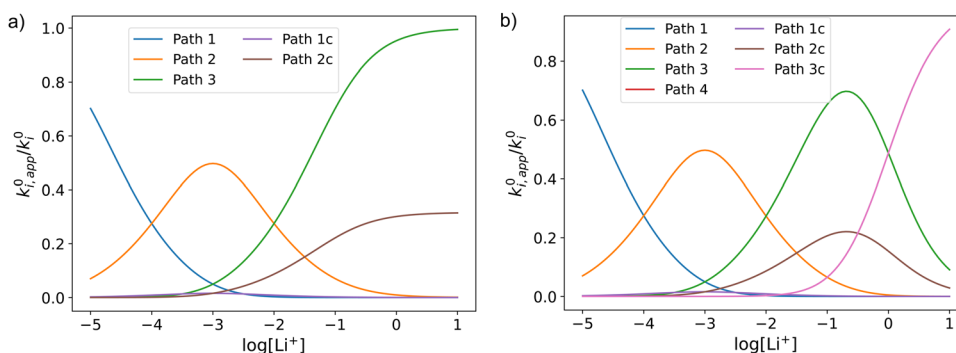 a)
Path 1
Path 2
Path 3
Path 1c
Path 2c
1.0
0.8
0.6
0.4
0.2
0.0
k⁰i,app/k⁰i
−5 −4 −3 −2 −1 0 1
log[Li⁺]
b)
Path 1
Path 2
Path 3
Path 4
Path 1c
Path 2c
Path 3c
1.0
0.8
0.6
0.4
0.2
0.0
k⁰i,app/k⁰i
−5 −4 −3 −2 −1 0 1
log[Li⁺]